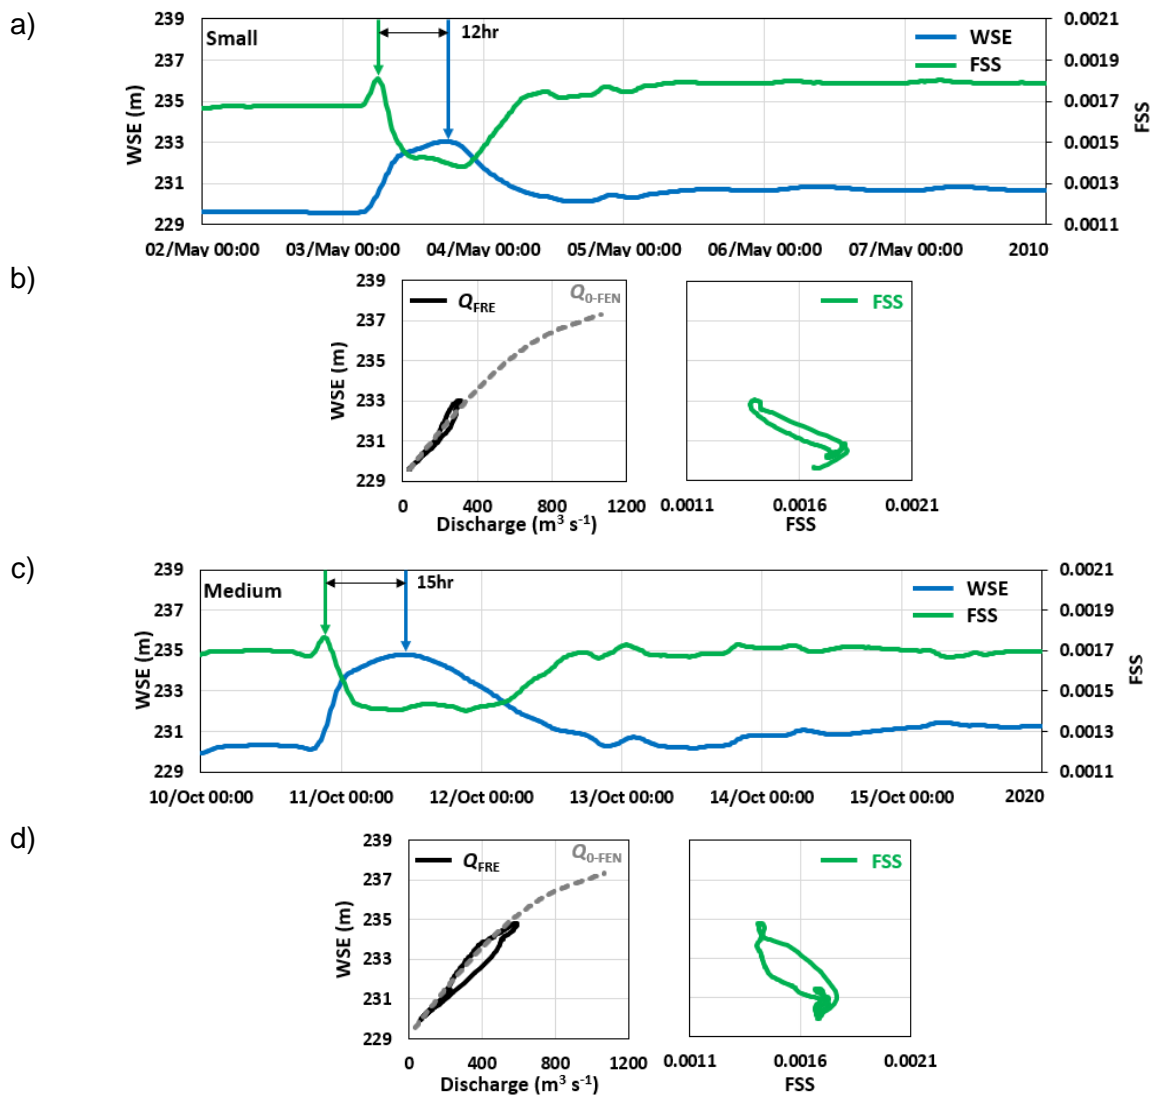 a)
239 0.0021
Small 12hr WSE
237 FSS 0.0019
235 0.0017
WSE (m) FSS
233 0.0015
231 0.0013
229 0.0011
02/May 00:00 03/May 00:00 04/May 00:00 05/May 00:00 06/May 00:00 07/May 00:00 2010
b)
239
QFRE Q0-FEN FSS
237
235
WSE (m)
233
231
229
0 400 800 1200 0.0011 0.0016 0.0021
Discharge (m³ s⁻¹) FSS
c)
239 0.0021
Medium 15hr WSE
237 FSS 0.0019
235 0.0017
WSE (m) FSS
233 0.0015
231 0.0013
229 0.0011
10/Oct 00:00 11/Oct 00:00 12/Oct 00:00 13/Oct 00:00 14/Oct 00:00 15/Oct 00:00 2020
d)
239
QFRE Q0-FEN FSS
237
235
WSE (m)
233
231
229
0 400 800 1200 0.0011 0.0016 0.0021
Discharge (m³ s⁻¹) FSS